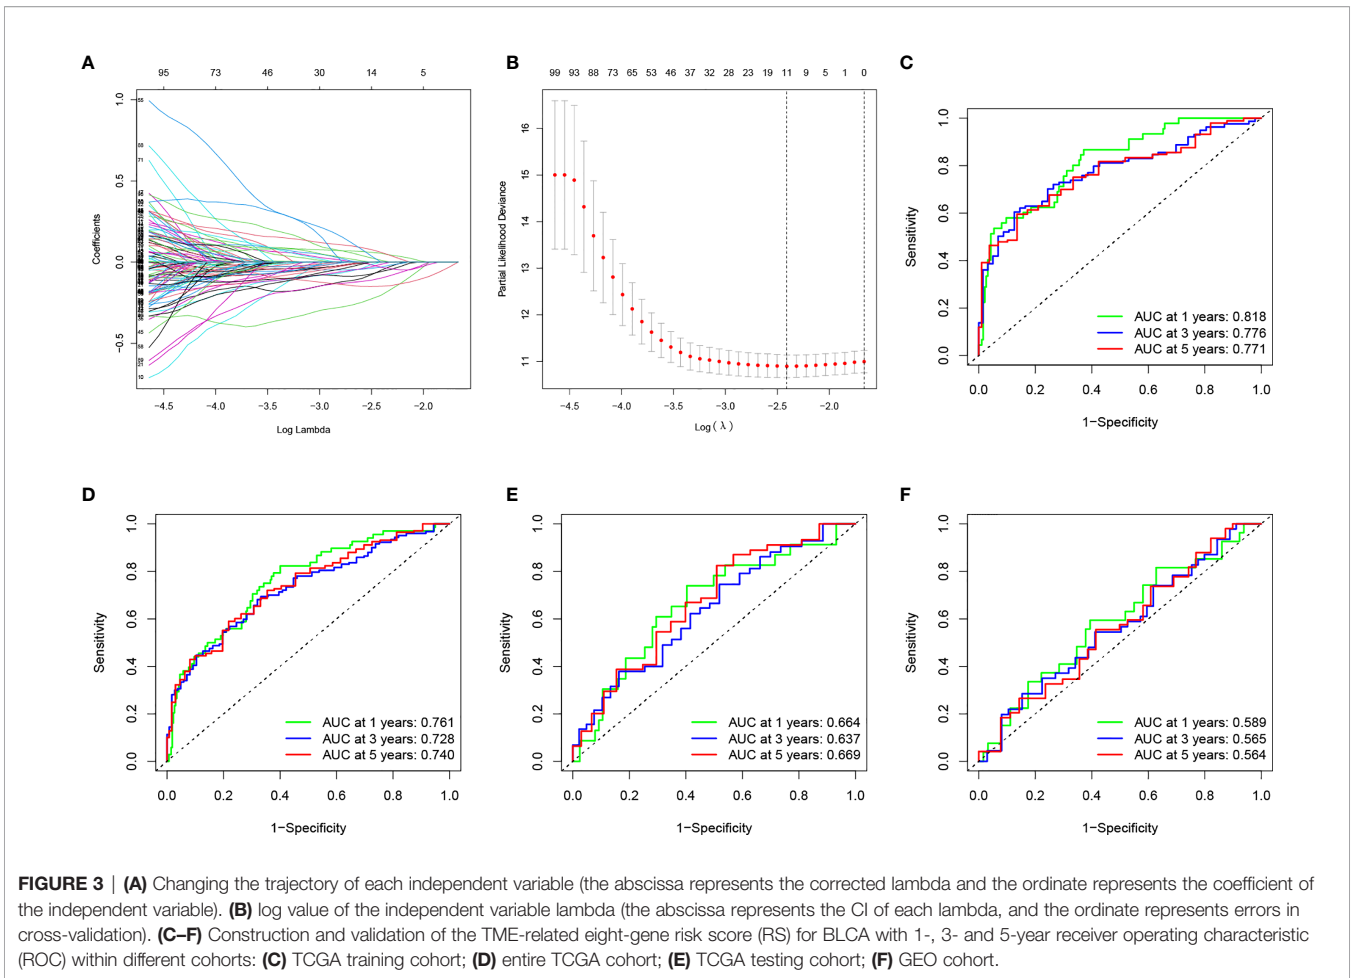 A
95 73 46 30 14 5
1.0
0.5
0.0
−0.5
Coefficients
−4.5 −4.0 −3.5 −3.0 −2.5 −2.0
Log Lambda
B
99 93 88 73 65 53 46 37 32 28 23 19 11 9 5 1 0
16
15
14
13
12
11
Partial Likelihood Deviance
−4.5 −4.0 −3.5 −3.0 −2.5 −2.0
Log (λ)
C
1.0
0.8
0.6
0.4
0.2
0.0
Sensitivity
AUC at 1 years: 0.818
AUC at 3 years: 0.776
AUC at 5 years: 0.771
0.0 0.2 0.4 0.6 0.8 1.0
1−Specificity
D
1.0
0.8
0.6
0.4
0.2
0.0
Sensitivity
AUC at 1 years: 0.761
AUC at 3 years: 0.728
AUC at 5 years: 0.740
0.0 0.2 0.4 0.6 0.8 1.0
1−Specificity
E
1.0
0.8
0.6
0.4
0.2
0.0
Sensitivity
AUC at 1 years: 0.664
AUC at 3 years: 0.637
AUC at 5 years: 0.669
0.0 0.2 0.4 0.6 0.8 1.0
1−Specificity
F
1.0
0.8
0.6
0.4
0.2
0.0
Sensitivity
AUC at 1 years: 0.589
AUC at 3 years: 0.565
AUC at 5 years: 0.564
0.0 0.2 0.4 0.6 0.8 1.0
1−Specificity
FIGURE 3 | (A) Changing the trajectory of each independent variable (the abscissa represents the corrected lambda and the ordinate represents the coefficient of
the independent variable). (B) log value of the independent variable lambda (the abscissa represents the CI of each lambda, and the ordinate represents errors in
cross-validation). (C–F) Construction and validation of the TME-related eight-gene risk score (RS) for BLCA with 1-, 3- and 5-year receiver operating characteristic
(ROC) within different cohorts: (C) TCGA training cohort; (D) entire TCGA cohort; (E) TCGA testing cohort; (F) GEO cohort.